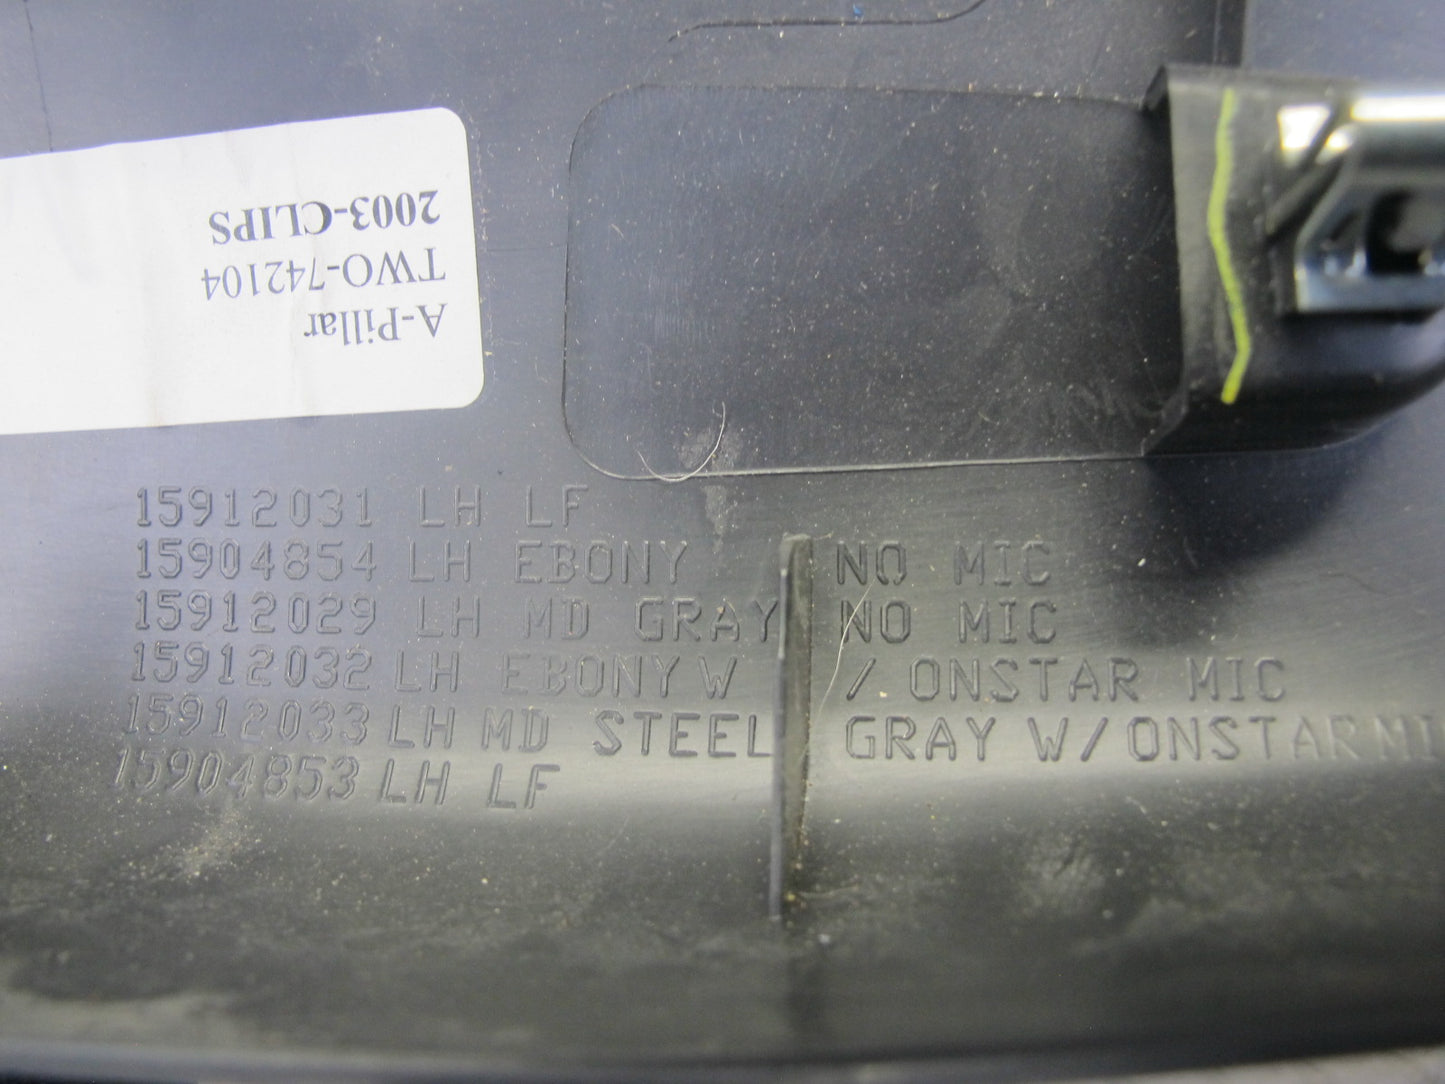 A-Pillar
TWO-742104
2003-CLIPS
15912031 LH LF
15904854 LH EBONY NO MIC
15912029 LH MD GRAY NO MIC
15912032 LH EBONY W / ONSTAR MIC
15912033 LH MD STEEL GRAY W/ONSTAR MI
15904853 LH LF